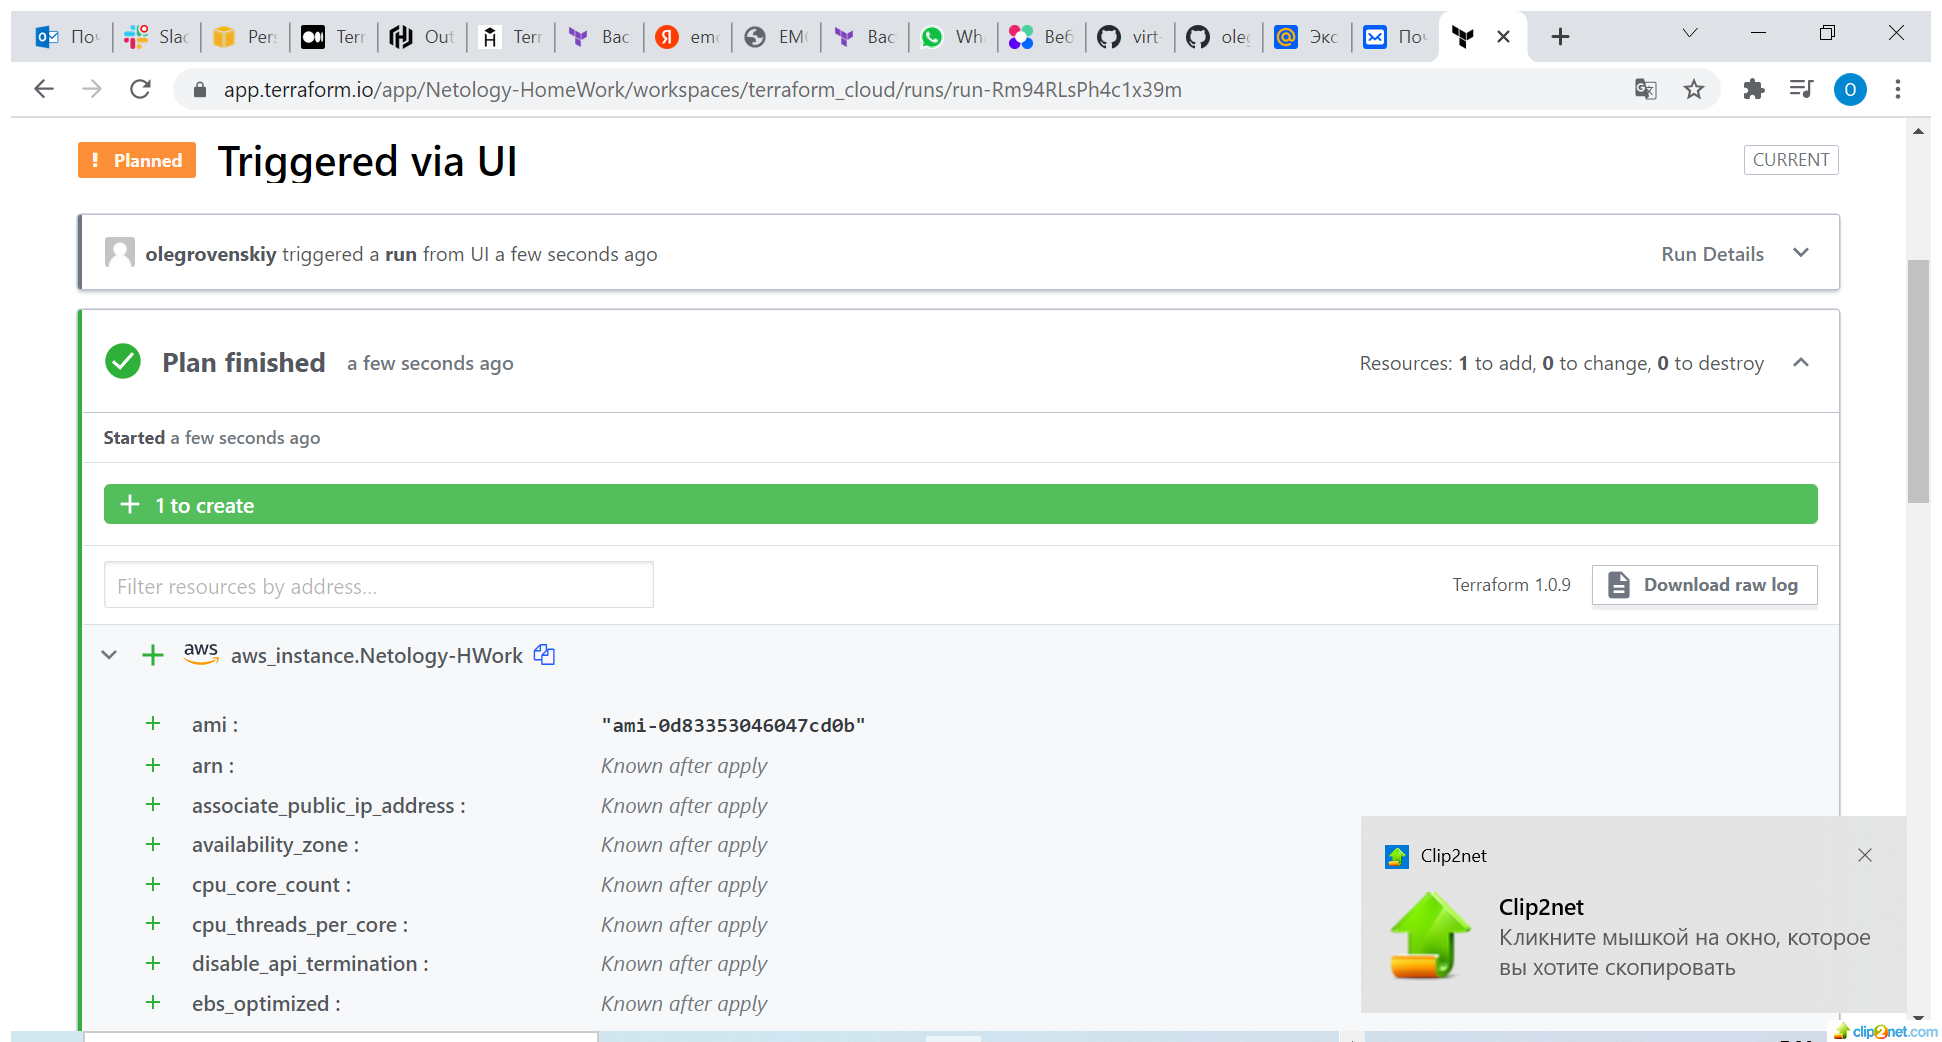 Поч
Slac
Pers
Terr
Out
Terr
Bac
emc
EMC
Bac
Wha
Веб
virt-
oleg
Экс
Поч
app.terraform.io/app/Netology-HomeWork/workspaces/terraform_cloud/runs/run-Rm94RLsPh4c1x39m
O
! Planned
Triggered via UI
CURRENT
olegrovenskiy triggered a run from UI a few seconds ago
Run Details
Plan finished a few seconds ago
Resources: 1 to add, 0 to change, 0 to destroy
Started a few seconds ago
+ 1 to create
Filter resources by address...
Terraform 1.0.9
Download raw log
+ aws aws_instance.Netology-HWork
+ ami : "ami-0d83353046047cd0b"
+ arn : Known after apply
+ associate_public_ip_address : Known after apply
+ availability_zone : Known after apply
+ cpu_core_count : Known after apply
+ cpu_threads_per_core : Known after apply
+ disable_api_termination : Known after apply
+ ebs_optimized : Known after apply
Clip2net
Clip2net
Кликните мышкой на окно, которое
вы хотите скопировать
clip2net.com